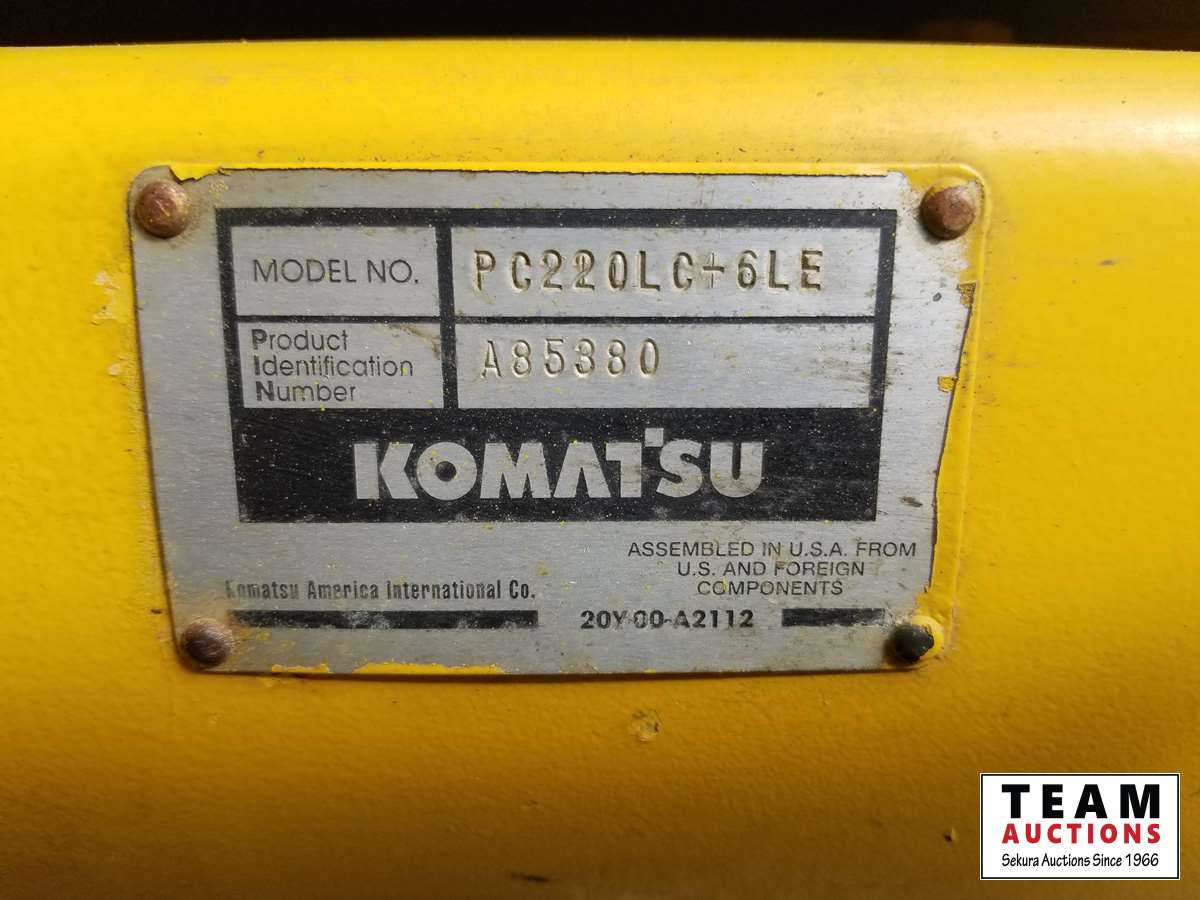 MODEL NO. PC220LC-6LE
Product
Identification
Number
A85380
KOMATSU
ASSEMBLED IN U.S.A. FROM
U.S. AND FOREIGN
COMPONENTS
Komatsu America International Co.
20Y-00-A2112
TEAM
AUCTIONS
Sekura Auctions Since 1966